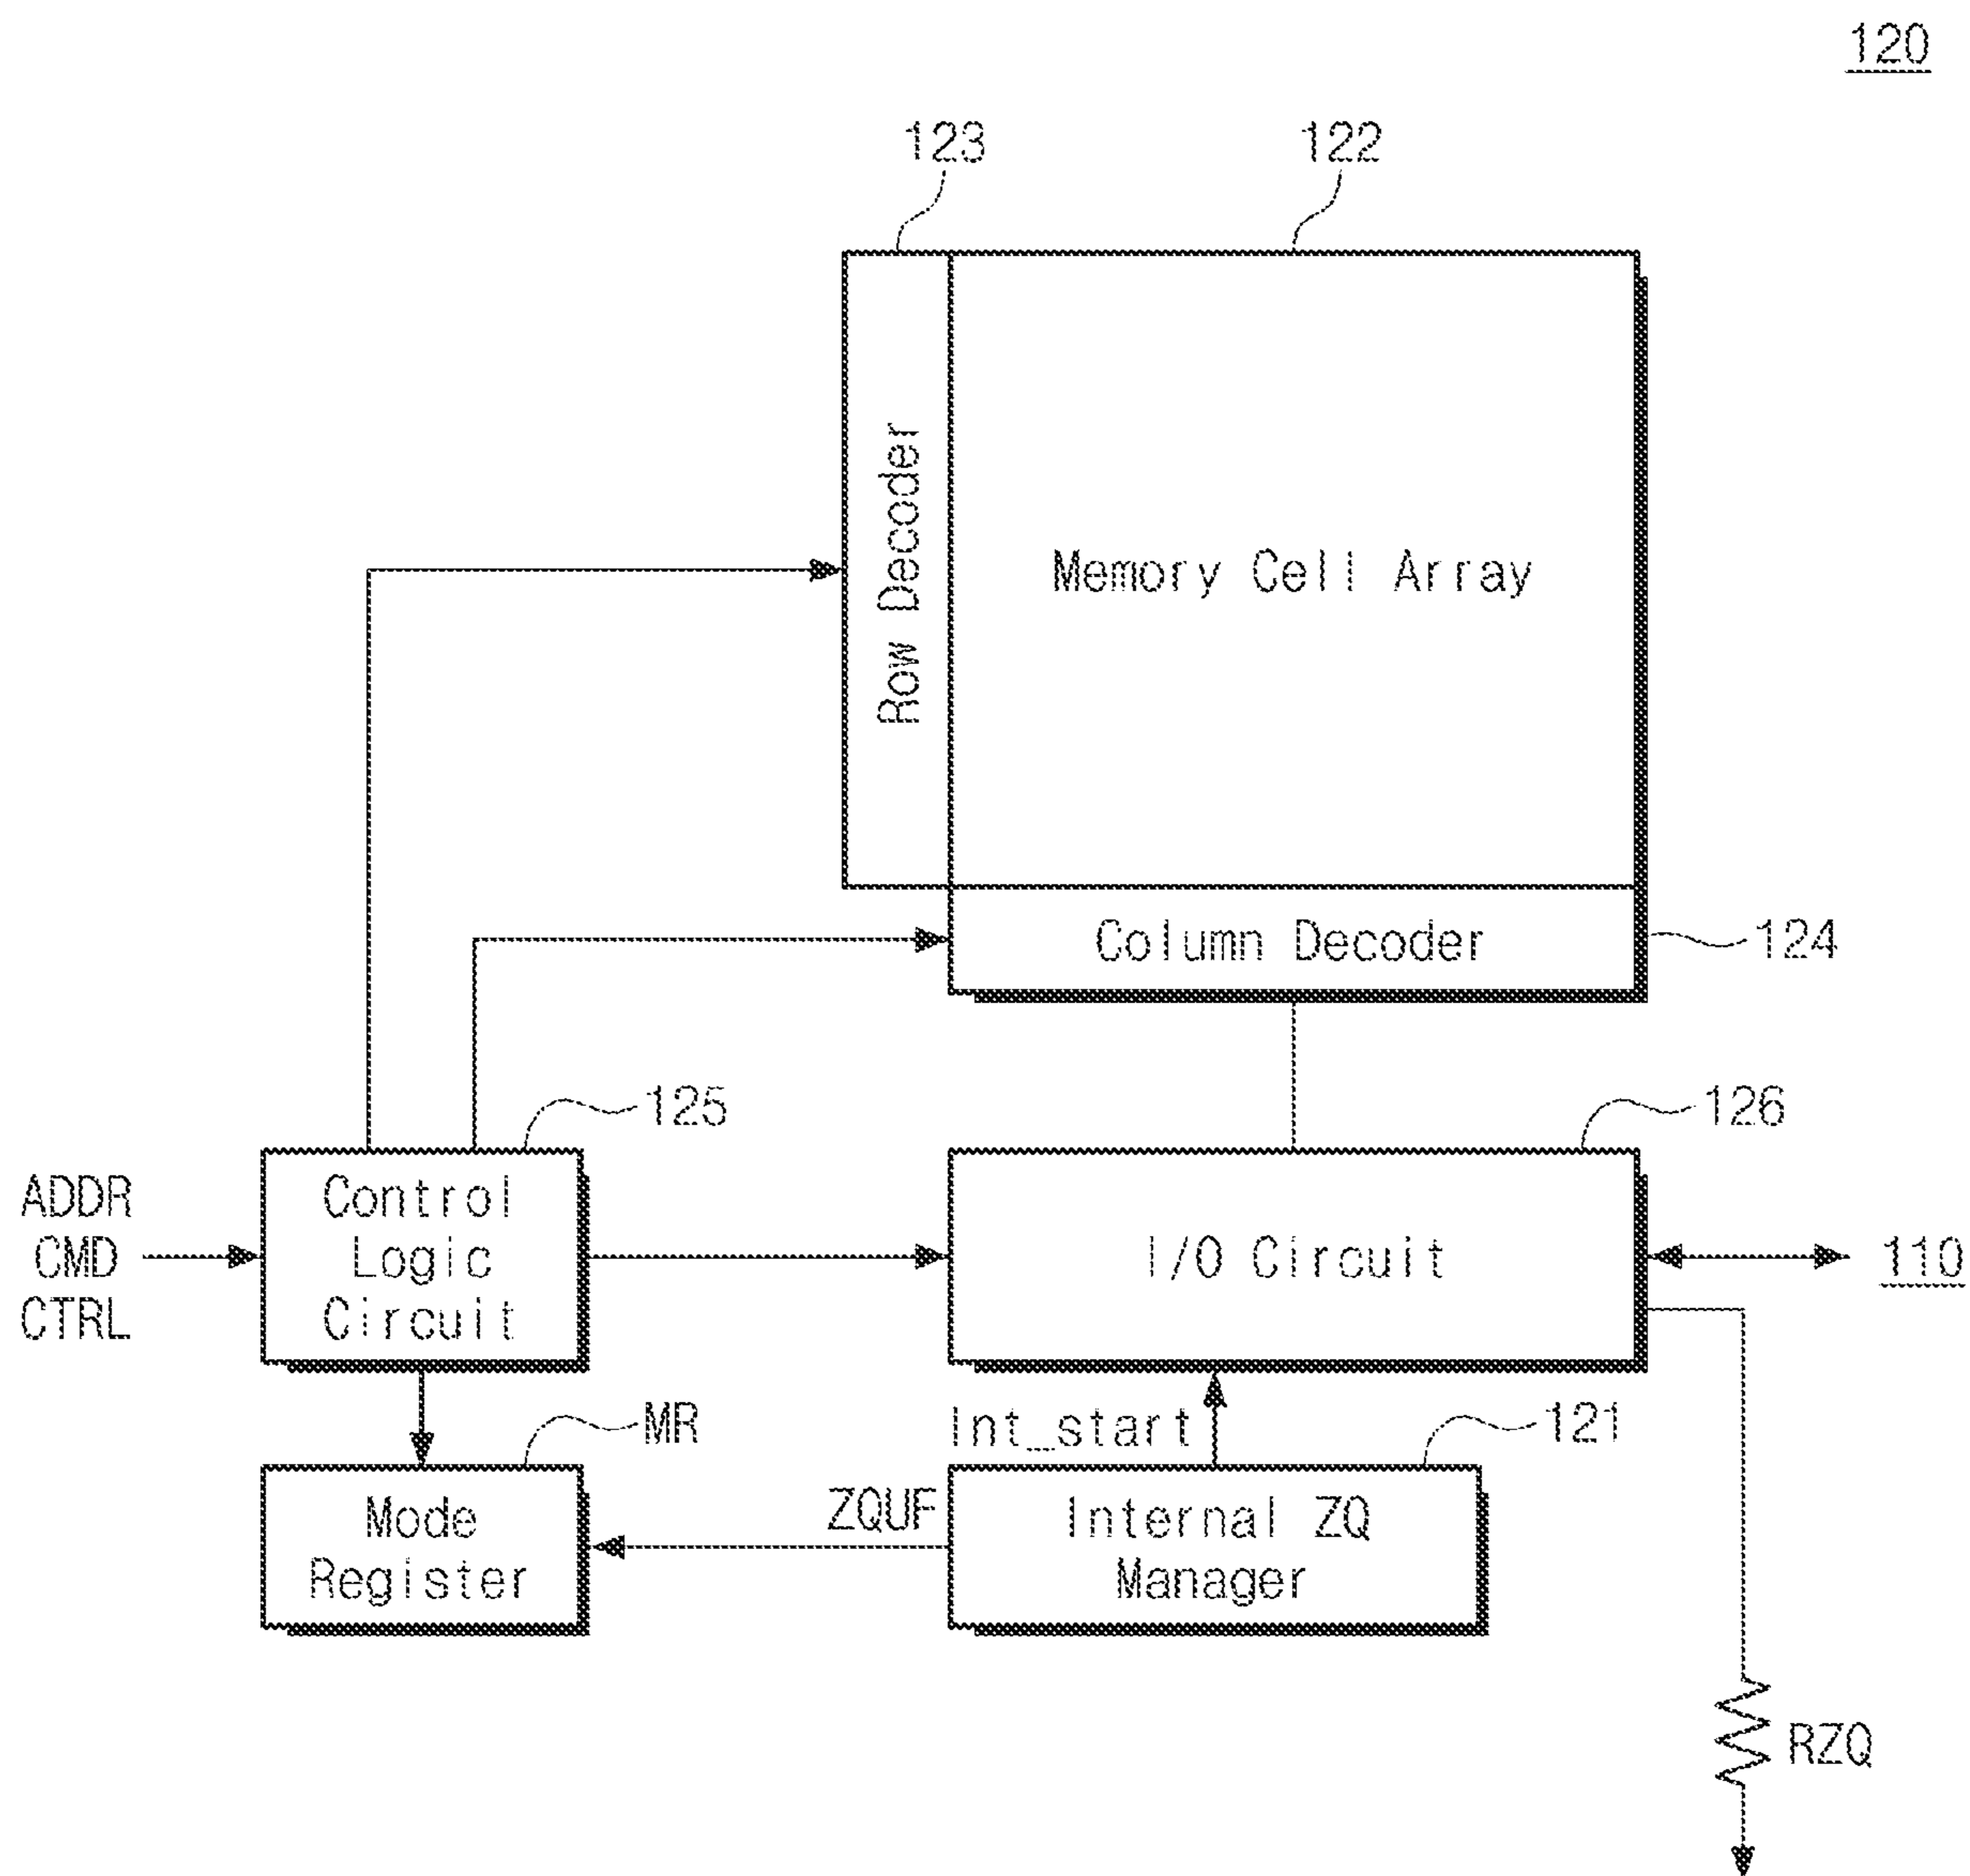 120
123
122
Row Decoder
Memory Cell Array
Column Decoder
124
125
126
ADDR
CMD
CTRL
Control
Logic
Circuit
I/O Circuit
110
MR
Int_start
121
Mode
Register
ZQUF
Internal ZQ
Manager
RZQ